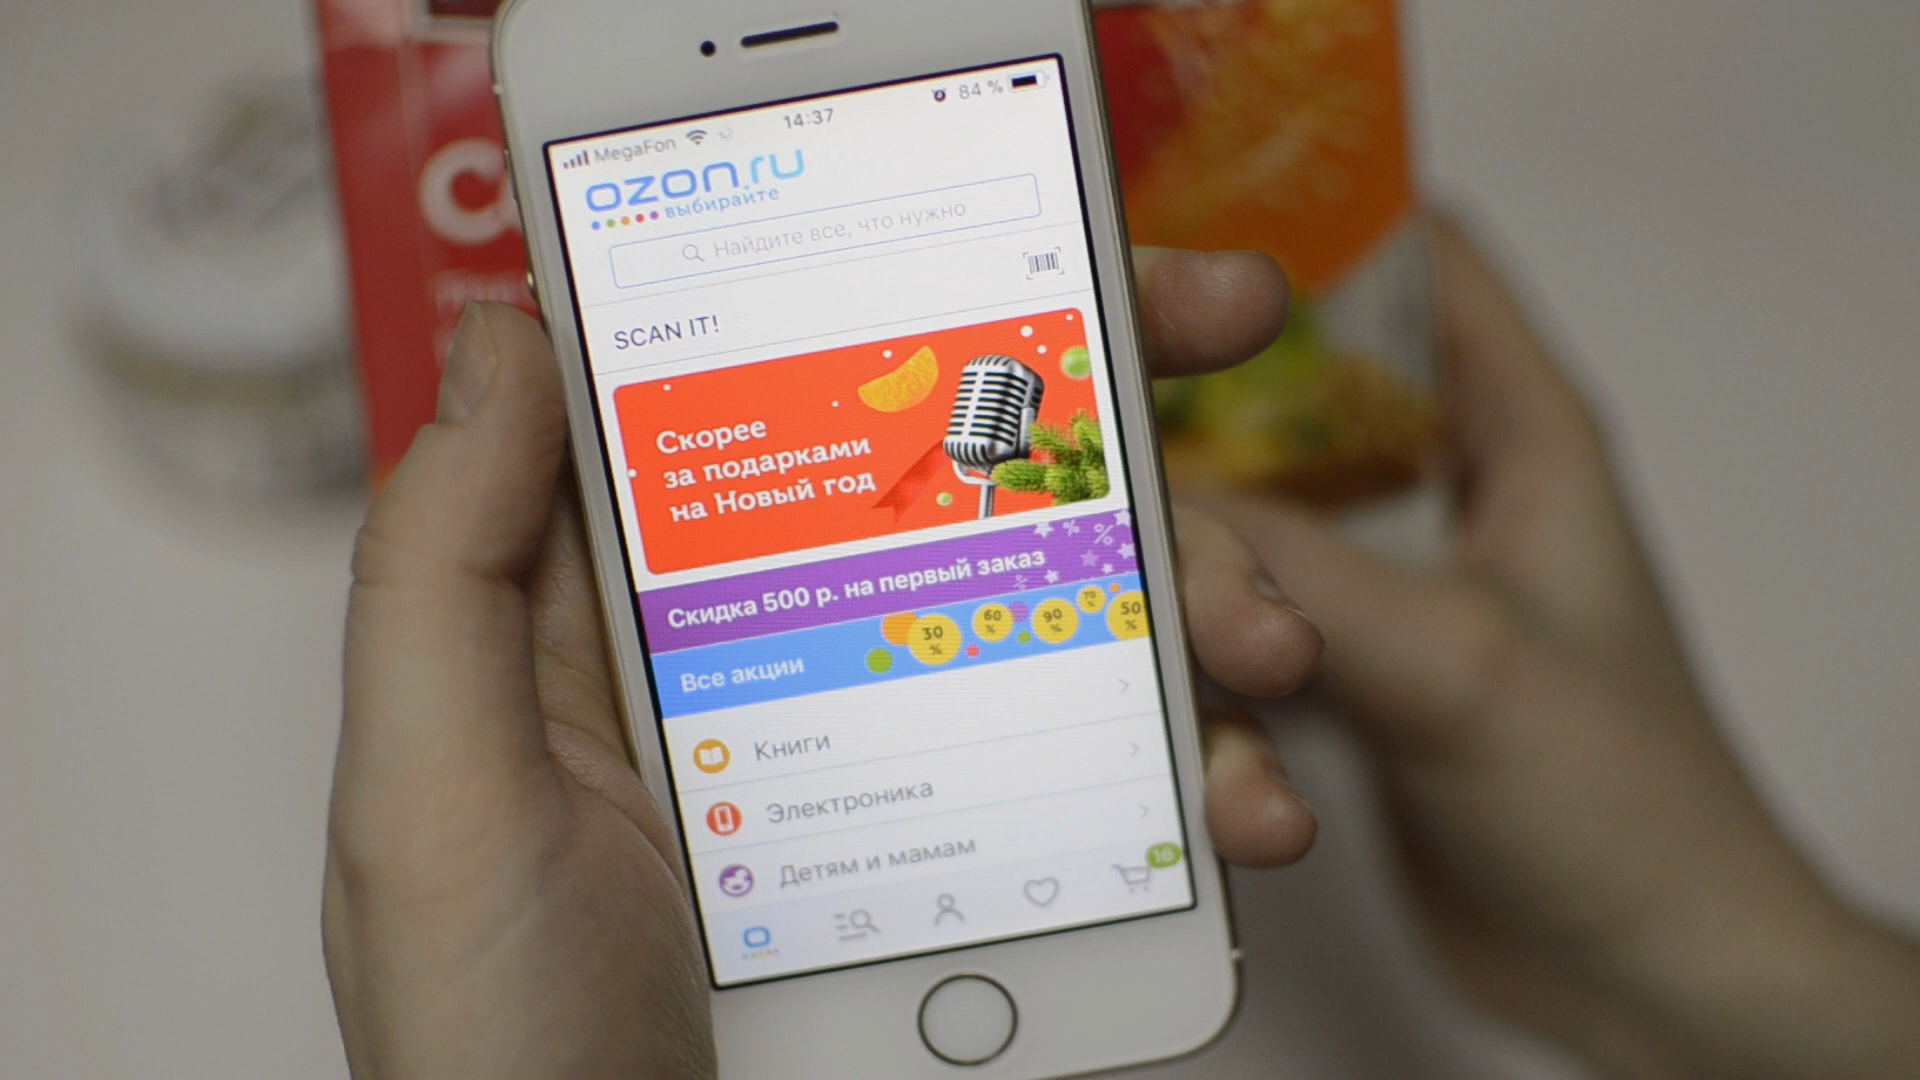 MegaFon 14:37 84 %
ozon.ru
выбирайте
Найдите все, что нужно
SCAN IT!
Скорее
за подарками
на Новый год
Скидка 500 р. на первый заказ
Все акции
30 %
60 %
90 %
70 %
50 %
Книги
Электроника
Детям и мамам
16